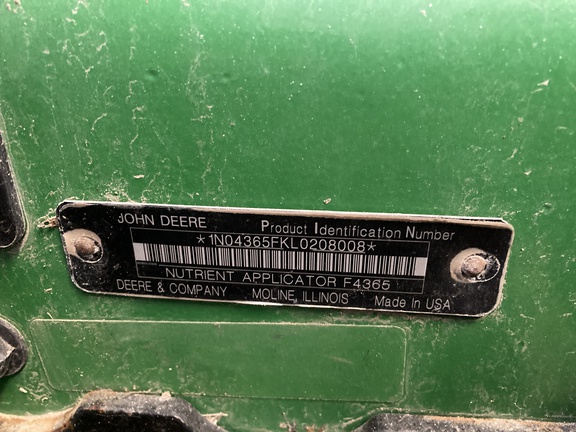 JOHN DEERE Product Identification Number
*1N04365FKL0208008*
NUTRIENT APPLICATOR F4365
DEERE & COMPANY MOLINE, ILLINOIS Made In USA